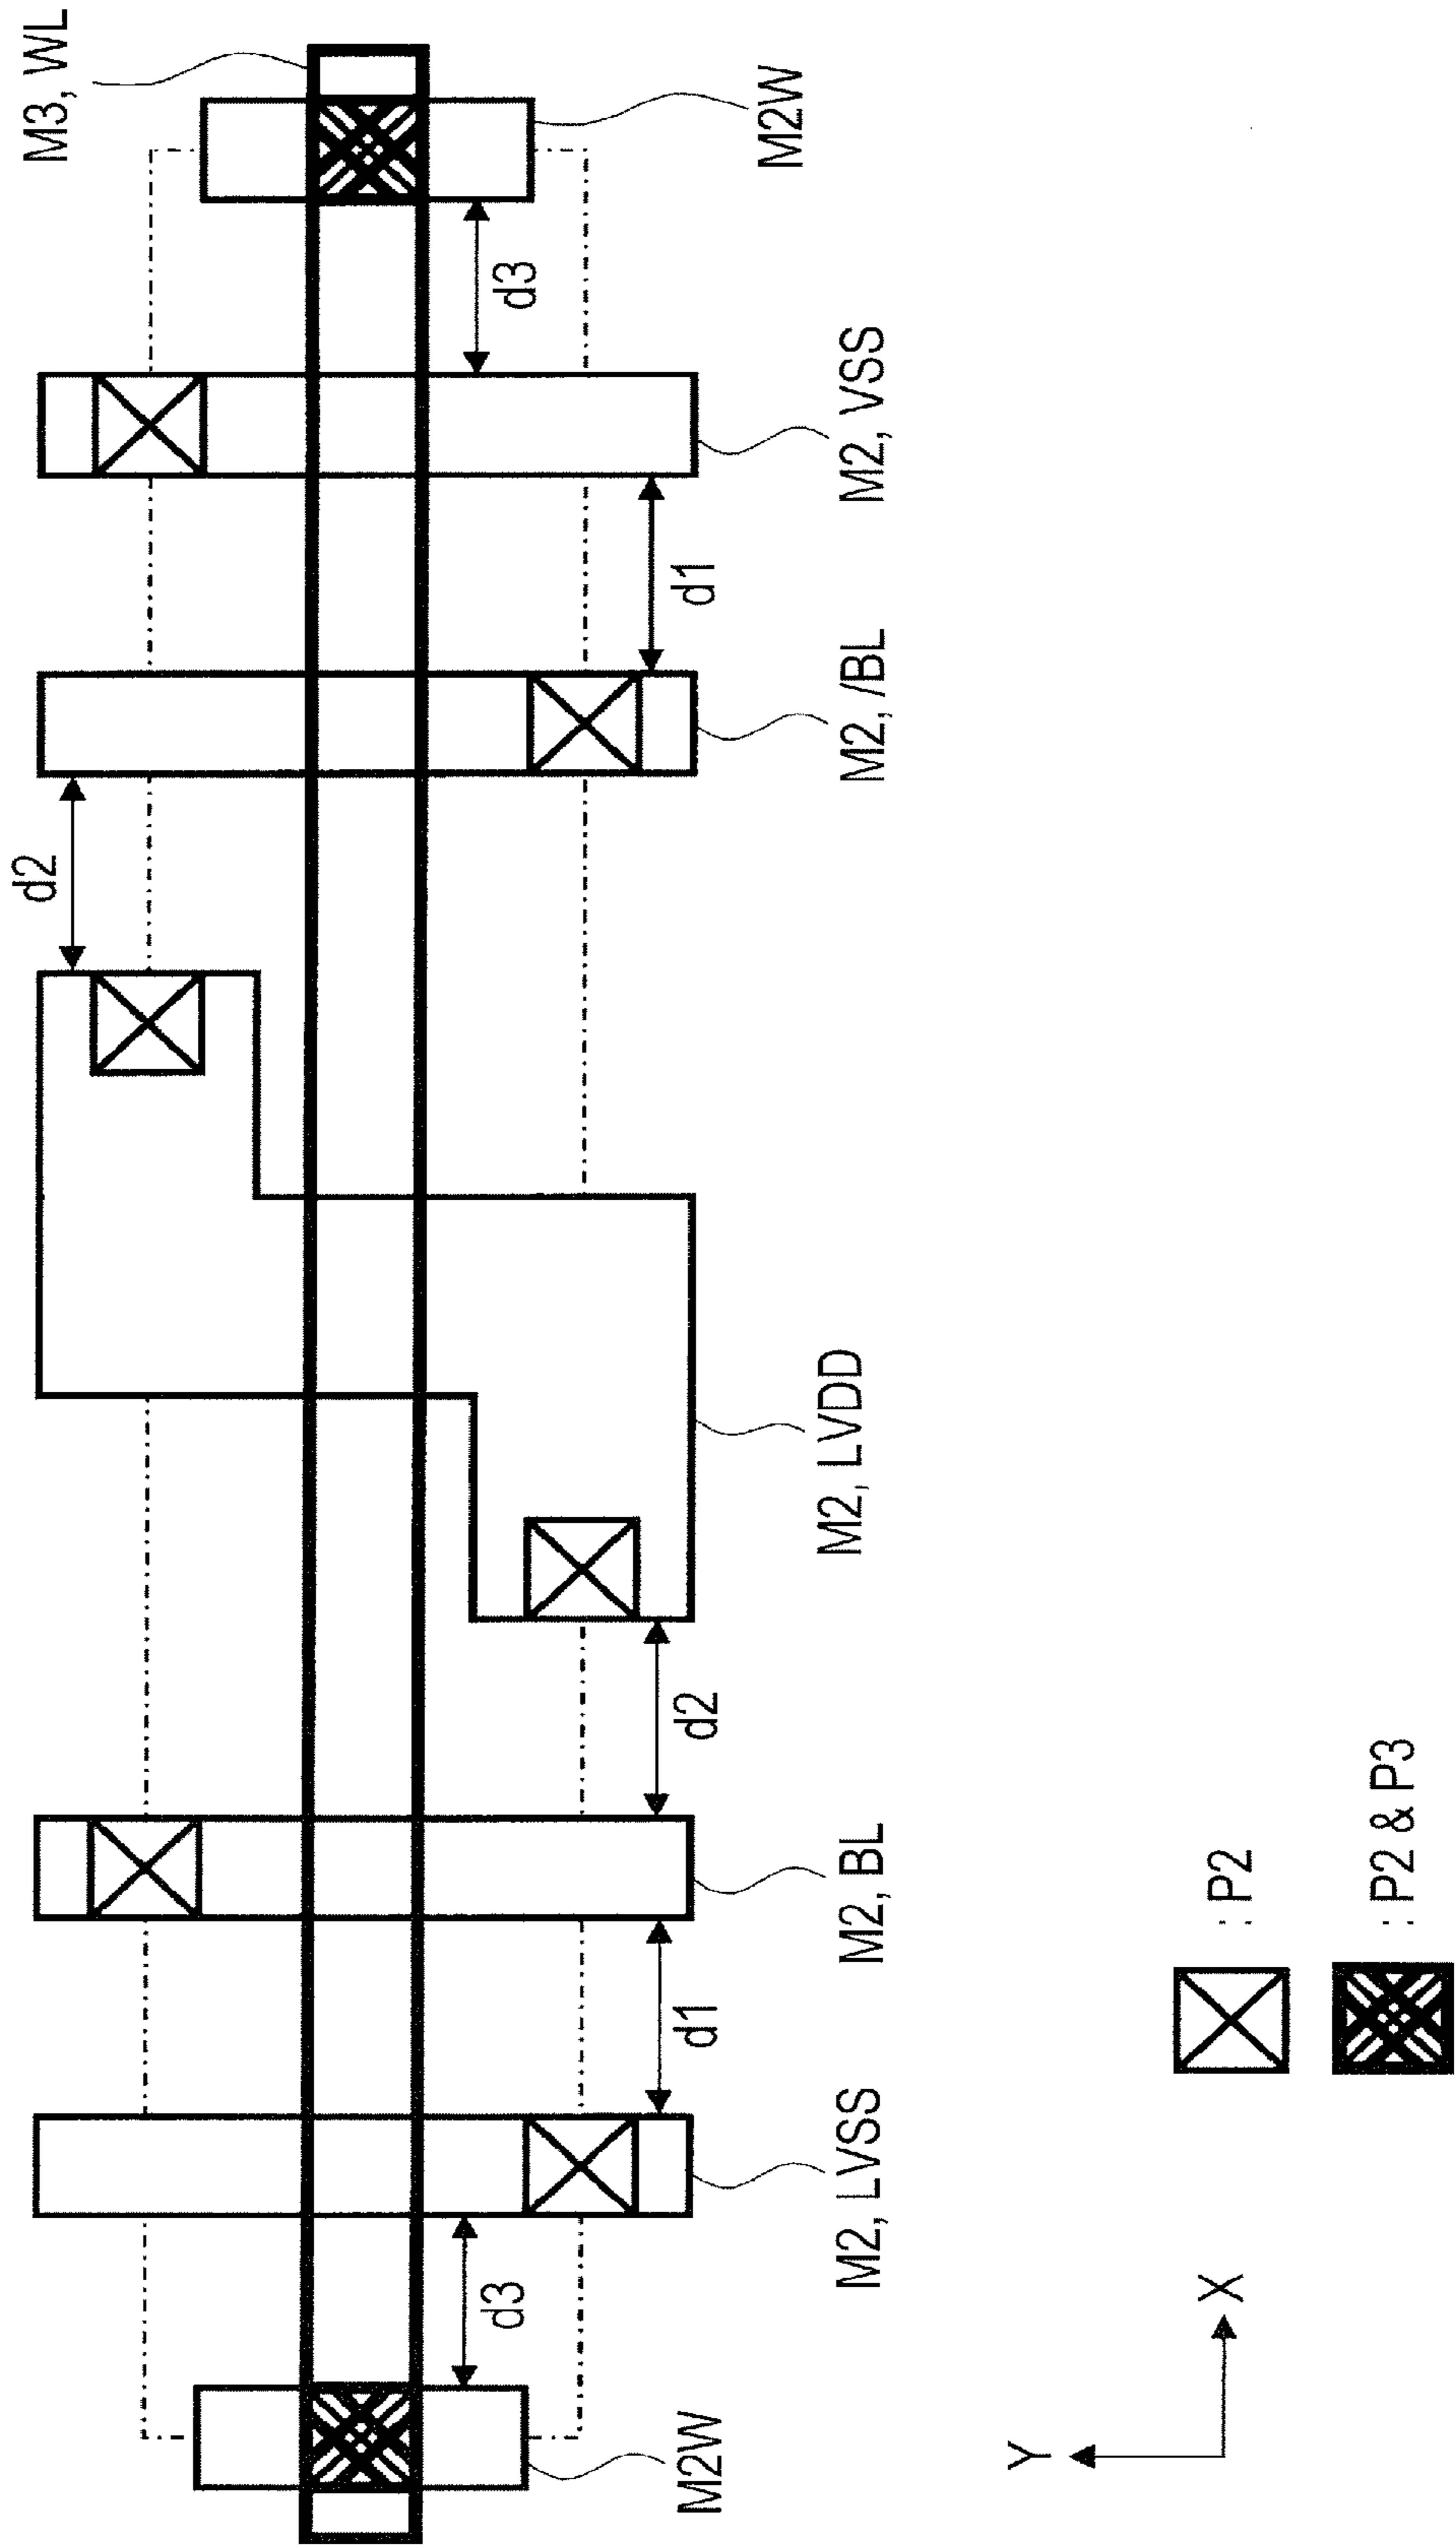 d2
M3, WL
d3
d3
M2W
d1
d2
d1
M2W
M2, LVSS
M2, BL
M2, LVDD
M2, /BL
M2, VSS
Y
X
: P2
: P2 & P3